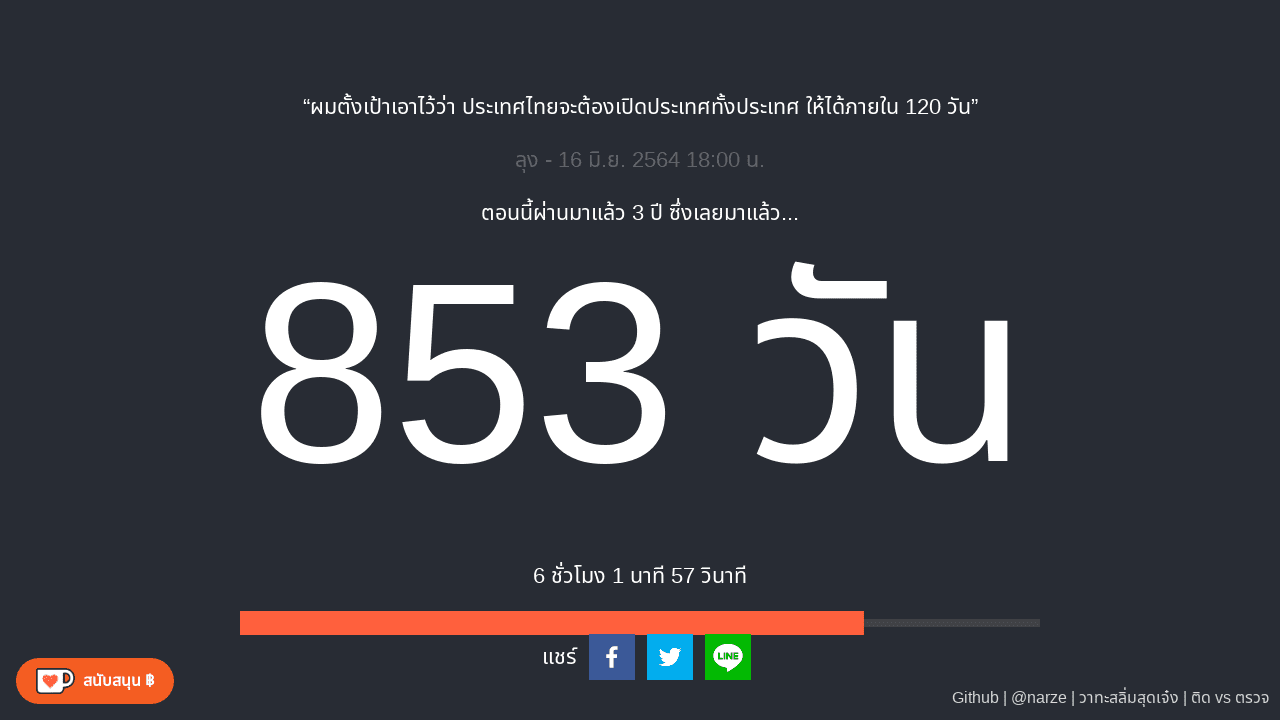 “ผมตั้งเป้าเอาไว้ว่า ประเทศไทยจะต้องเปิดประเทศทั้งประเทศ ให้ได้ภายใน 120 วัน”
ลุง - 16 มิ.ย. 2564 18:00 น.
ตอนนี้ผ่านมาแล้ว 3 ปี ซึ่งเลยมาแล้ว...
853 วัน
6 ชั่วโมง 1 นาที 57 วินาที
แชร์
LINE
สนับสนุน ฿
Github | @narze | วาทะสลิ่มสุดเจ๋ง | ติด vs ตรวจ